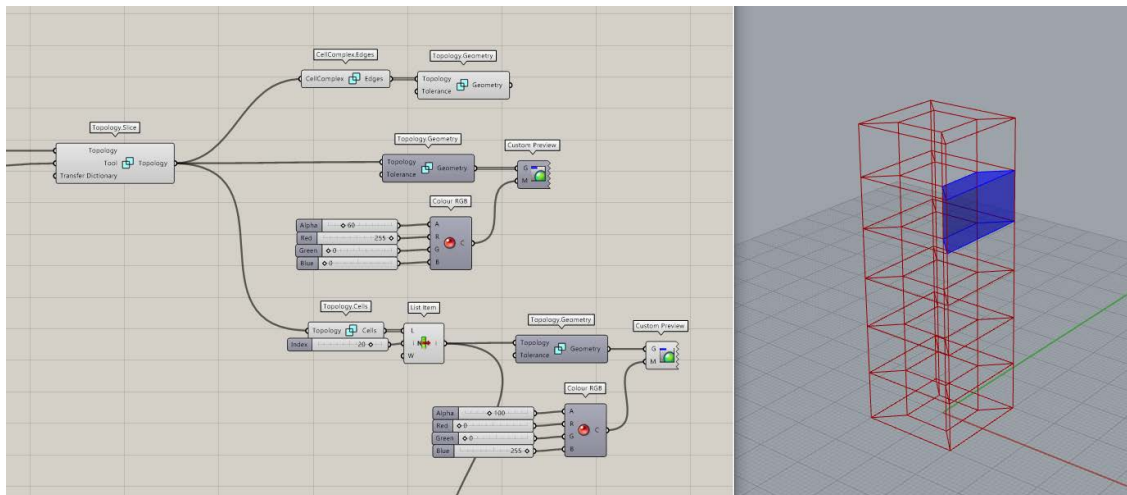 CellComplex.Edges
CellComplex Edges
Topology.Geometry
Topology
Tolerance
Geometry
Topology.Slice
Topology
Tool
Transfer Dictionary
Topology
Topology.Geometry
Topology
Tolerance
Geometry
Custom Preview
G
M
Colour RGB
Alpha 60
Red 255
Green 0
Blue 0
A
R
G
B
C
Topology.Cells
Topology Cells
Index 20
List Item
L
i
W
i
Topology.Geometry
Topology
Tolerance
Geometry
Custom Preview
G
M
Colour RGB
Alpha 100
Red 0
Green 0
Blue 255
A
R
G
B
C